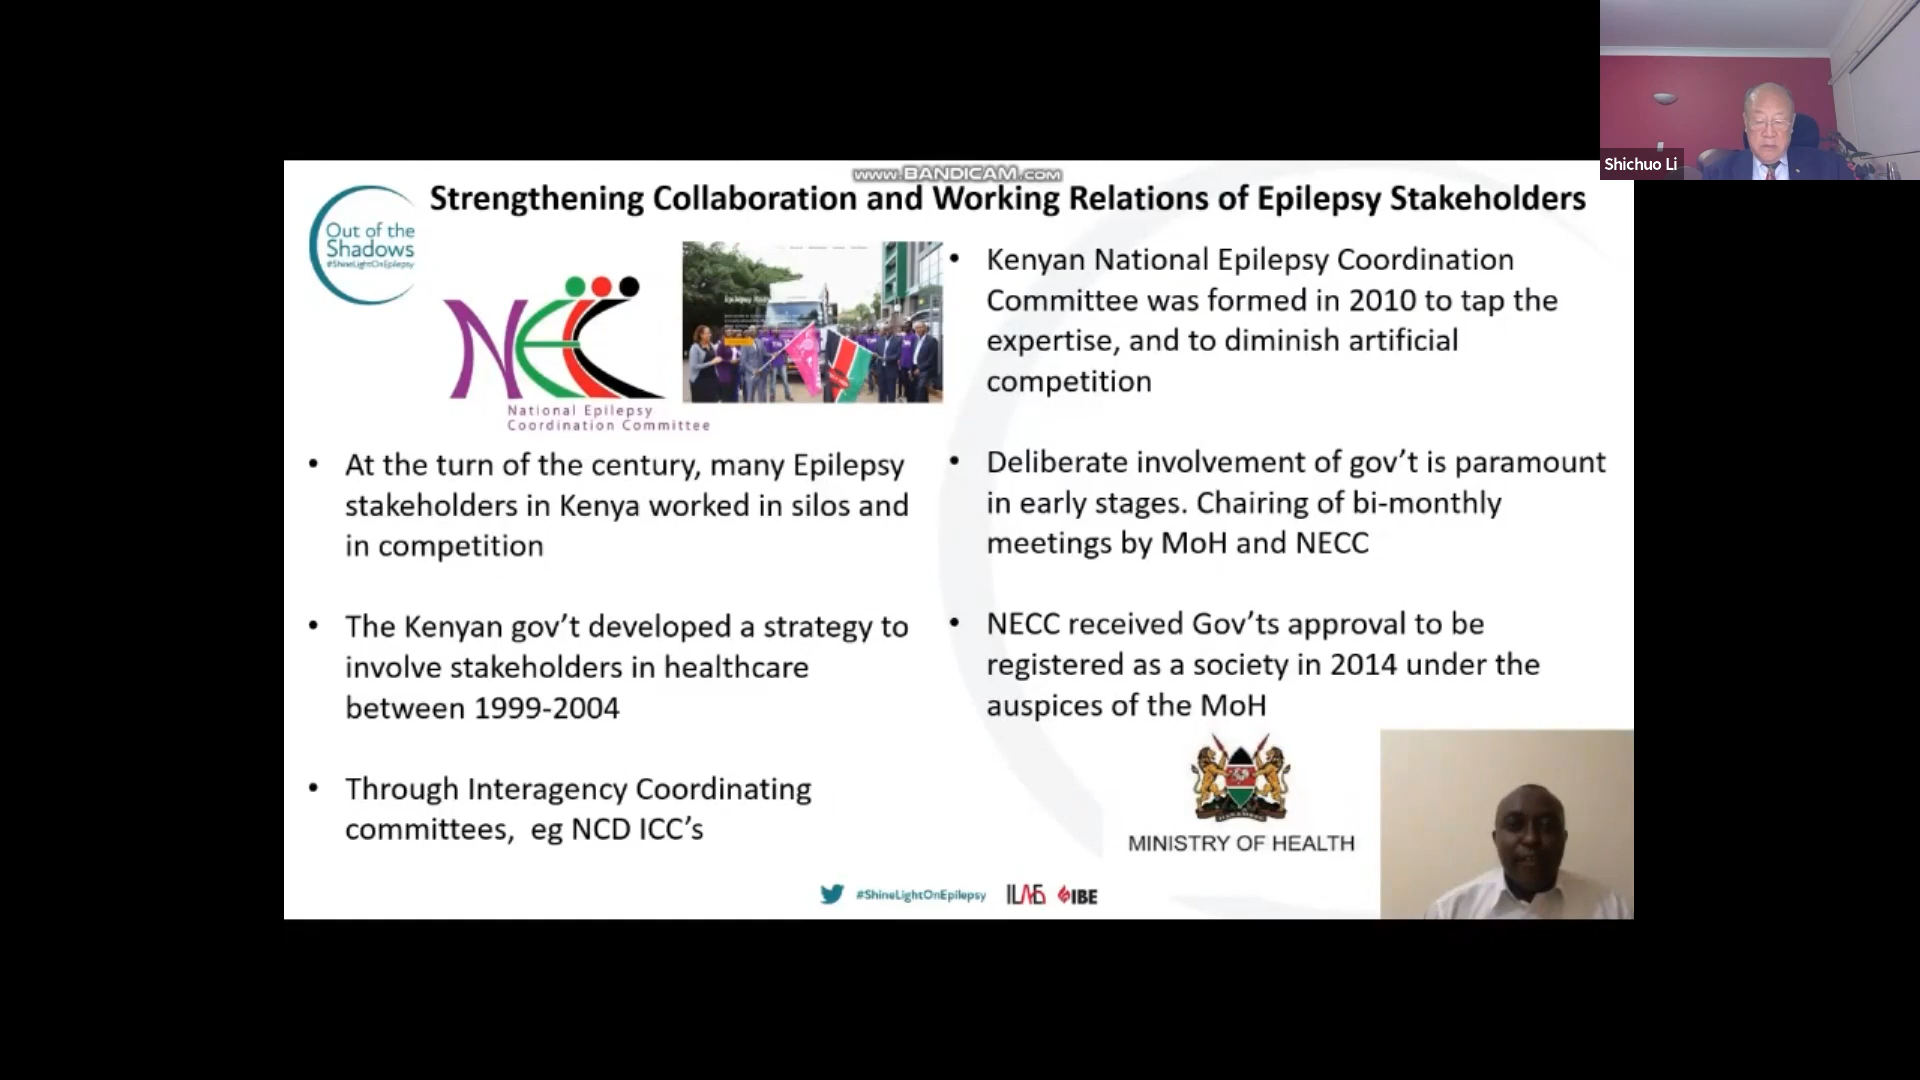 Shichuo Li
www.BANDICAM.com
Strengthening Collaboration and Working Relations of Epilepsy Stakeholders
Out of the
Shadows
#ShineLightOnEpilepsy
NECC
National Epilepsy
Coordination Committee
• At the turn of the century, many Epilepsy
stakeholders in Kenya worked in silos and
in competition
• The Kenyan gov’t developed a strategy to
involve stakeholders in healthcare
between 1999-2004
• Through Interagency Coordinating
committees,  eg NCD ICC’s
• Kenyan National Epilepsy Coordination
Committee was formed in 2010 to tap the
expertise, and to diminish artificial
competition
• Deliberate involvement of gov’t is paramount
in early stages. Chairing of bi-monthly
meetings by MoH and NECC
• NECC received Gov’ts approval to be
registered as a society in 2014 under the
auspices of the MoH
MINISTRY OF HEALTH
#ShineLightOnEpilepsy
ILAE
IBE